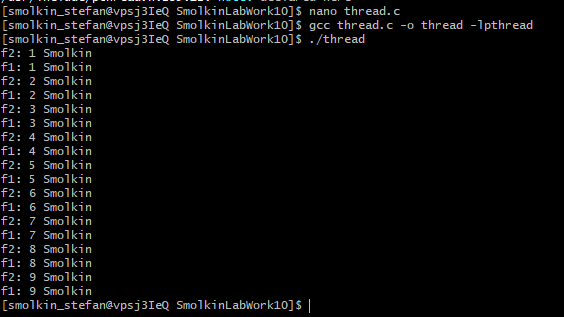 [smolkin_stefan@vpsj3IeQ SmolkinLabWork10]$ nano thread.c
[smolkin_stefan@vpsj3IeQ SmolkinLabWork10]$ gcc thread.c -o thread -lpthread
[smolkin_stefan@vpsj3IeQ SmolkinLabWork10]$ ./thread
f2: 1 Smolkin
f1: 1 Smolkin
f2: 2 Smolkin
f1: 2 Smolkin
f2: 3 Smolkin
f1: 3 Smolkin
f2: 4 Smolkin
f1: 4 Smolkin
f2: 5 Smolkin
f1: 5 Smolkin
f2: 6 Smolkin
f1: 6 Smolkin
f2: 7 Smolkin
f1: 7 Smolkin
f2: 8 Smolkin
f1: 8 Smolkin
f2: 9 Smolkin
f1: 9 Smolkin
[smolkin_stefan@vpsj3IeQ SmolkinLabWork10]$